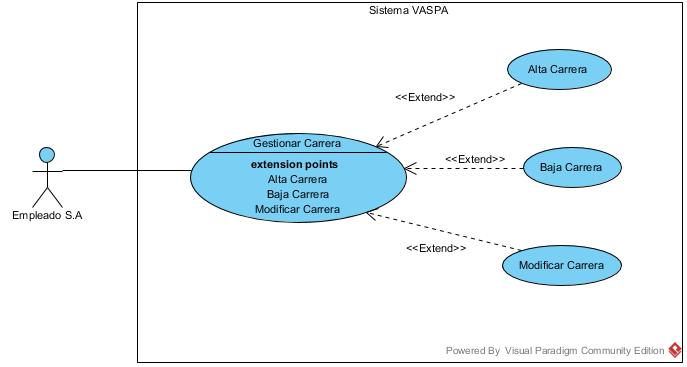 Sistema VASPA
Alta Carrera
<<Extend>>
Gestionar Carrera
extension points
Alta Carrera
Baja Carrera
Modificar Carrera
<<Extend>>
Baja Carrera
Empleado S.A
<<Extend>>
Modificar Carrera
Powered By Visual Paradigm Community Edition